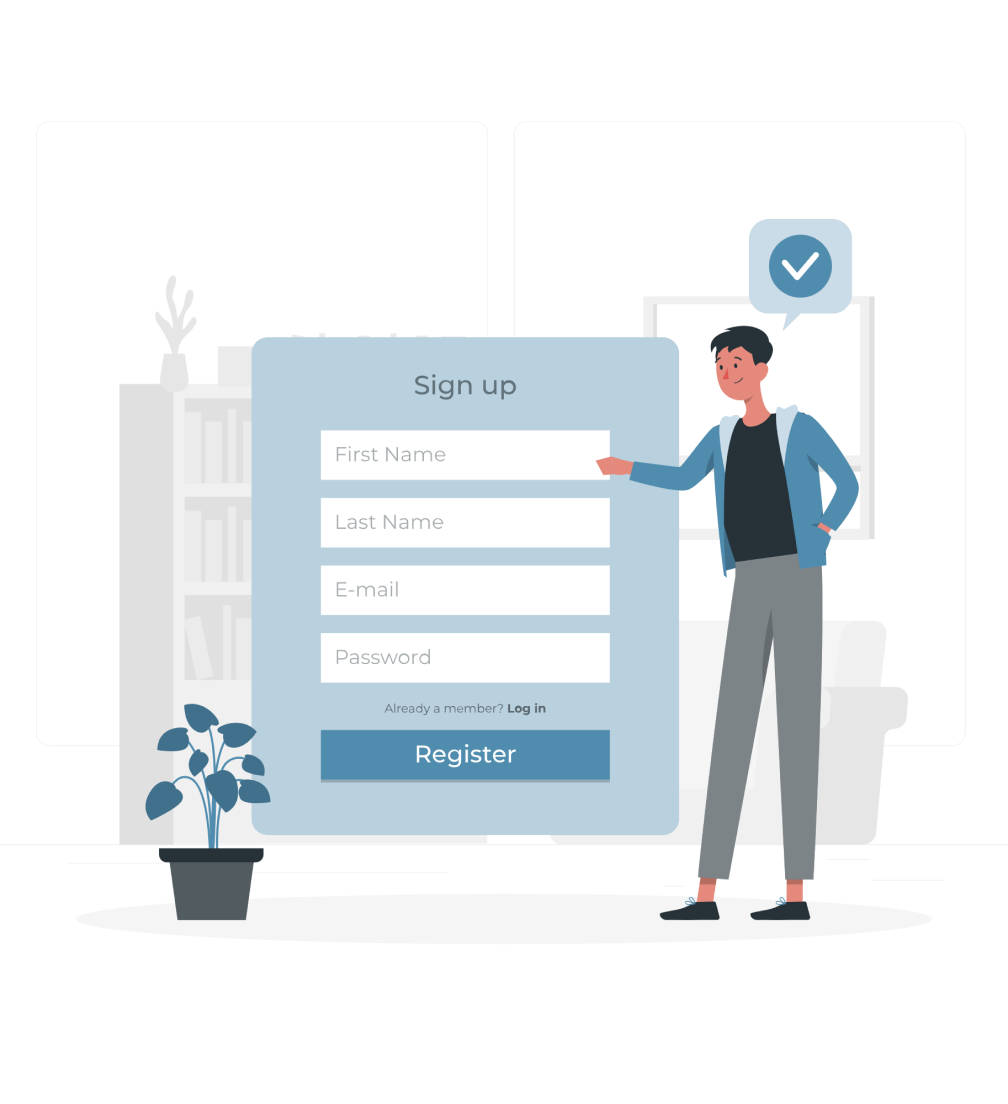 Sign up
First Name
Last Name
E-mail
Password
Already a member? Log in
Register